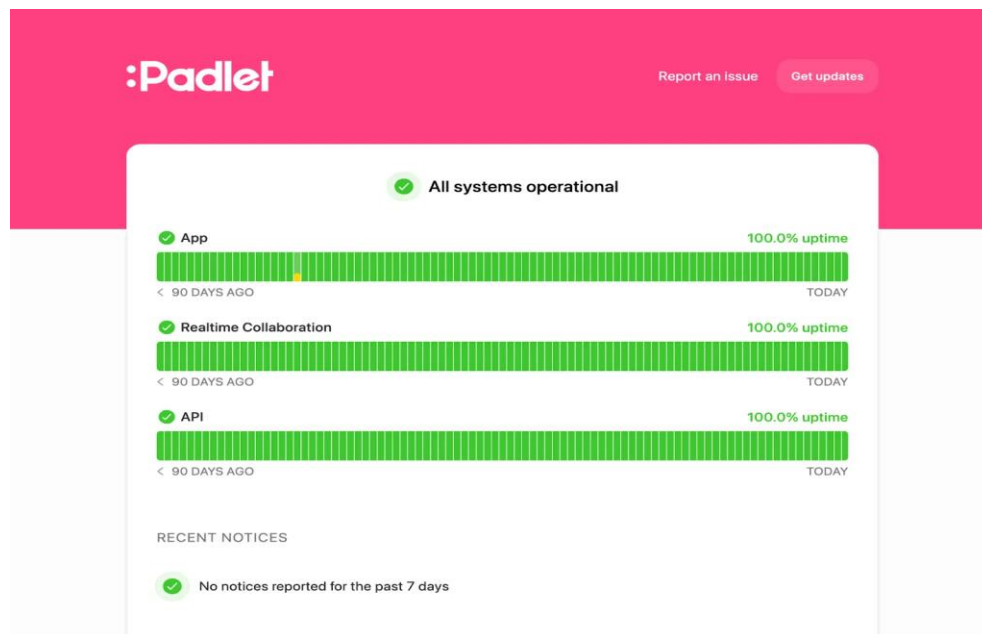 :Padlet
Report an issue
Get updates
All systems operational
App 100.0% uptime
< 90 DAYS AGO TODAY
Realtime Collaboration 100.0% uptime
< 90 DAYS AGO TODAY
API 100.0% uptime
< 90 DAYS AGO TODAY
RECENT NOTICES
No notices reported for the past 7 days